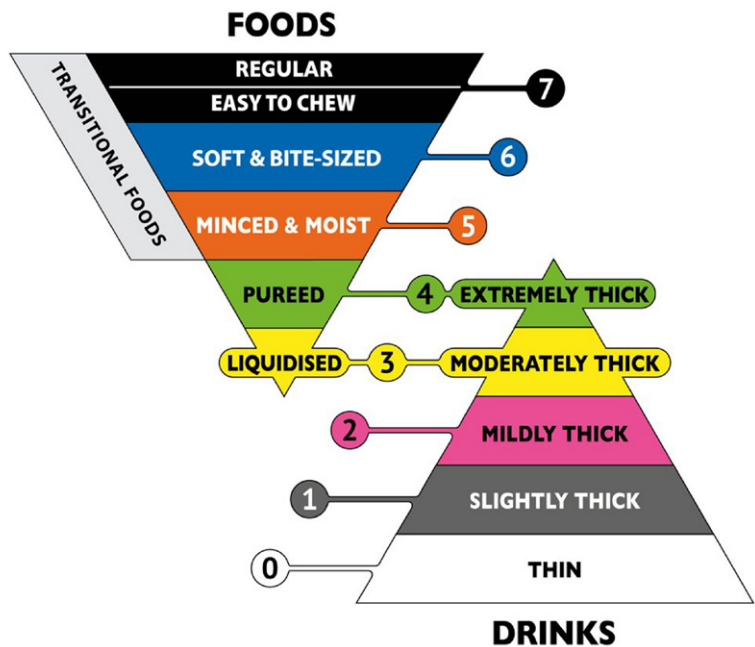 FOODS
REGULAR
EASY TO CHEW
7
TRANSITIONAL FOODS
SOFT & BITE-SIZED
6
MINCED & MOIST
5
PUREED
4
EXTREMELY THICK
LIQUIDISED
3
MODERATELY THICK
2
MILDLY THICK
1
SLIGHTLY THICK
0
THIN
DRINKS